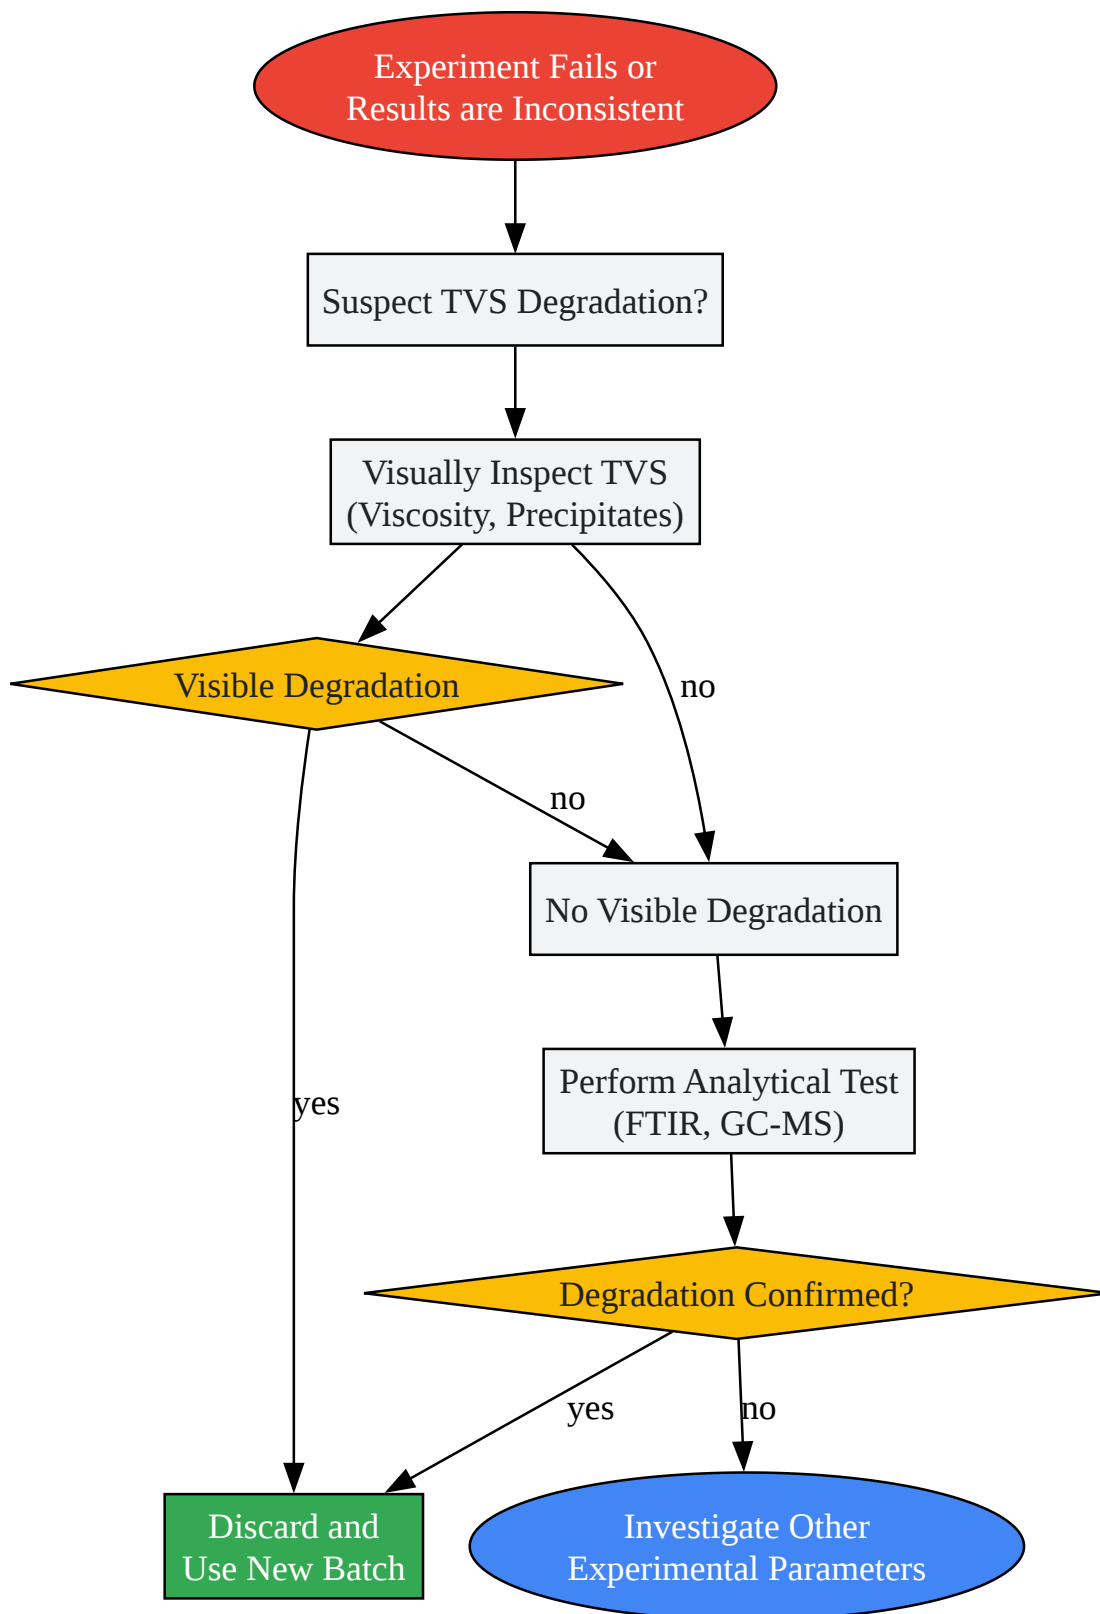 Experiment Fails or
Results are Inconsistent
Suspect TVS Degradation?
Visually Inspect TVS
(Viscosity, Precipitates)
Visible Degradation
no
no
No Visible Degradation
yes
Perform Analytical Test
(FTIR, GC-MS)
Degradation Confirmed?
yes
no
Discard and
Use New Batch
Investigate Other
Experimental Parameters